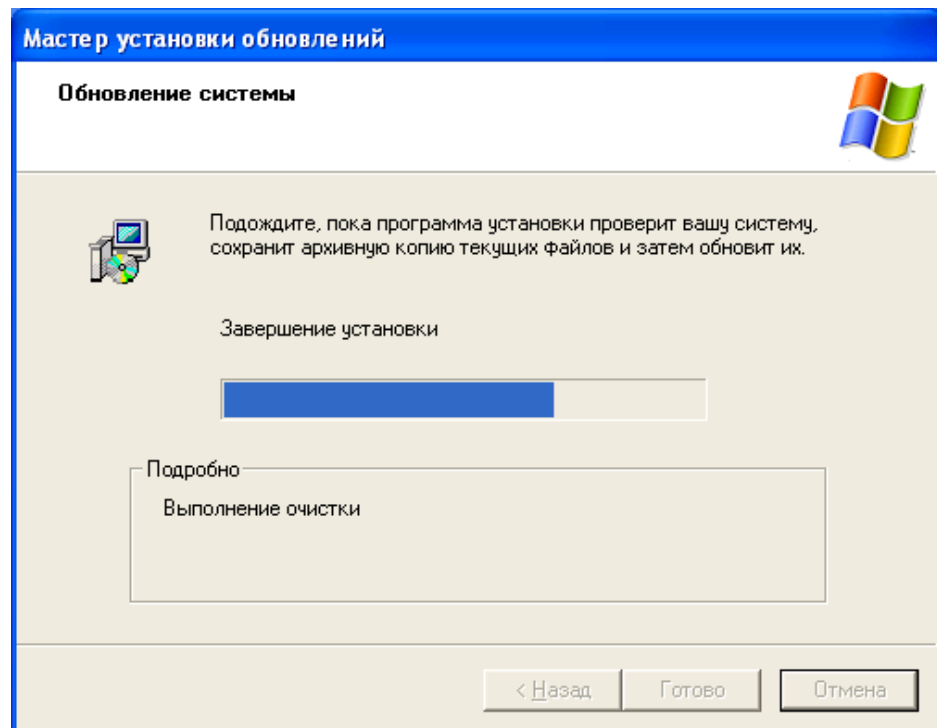 Мастер установки обновлений
Обновление системы
Подождите, пока программа установки проверит вашу систему,
сохранит архивную копию текущих файлов и затем обновит их.
Завершение установки
Подробно
Выполнение очистки
< Назад Готово Отмена